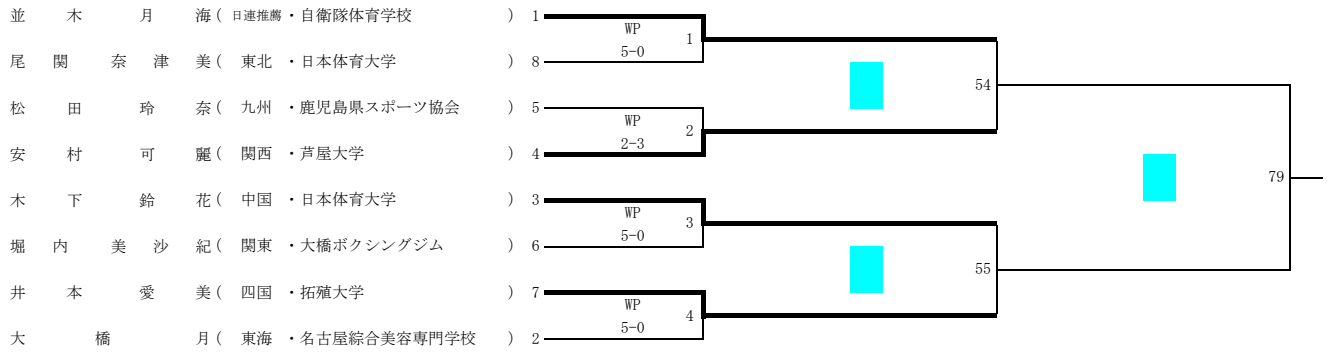 並木月海(日連推薦・自衛隊体育学校) 1
WP 1
5-0
尾関奈津美(東北・日本体育大学) 8
54
松田玲奈(九州・鹿児島県スポーツ協会) 5
WP 2
2-3
安村可麗(関西・芦屋大学) 4
79
木下鈴花(中国・日本体育大学) 3
WP 3
5-0
堀内美沙紀(関東・大橋ボクシングジム) 6
55
井本愛美(四国・拓殖大学) 7
WP 4
5-0
大橋月(東海・名古屋綜合美容専門学校) 2